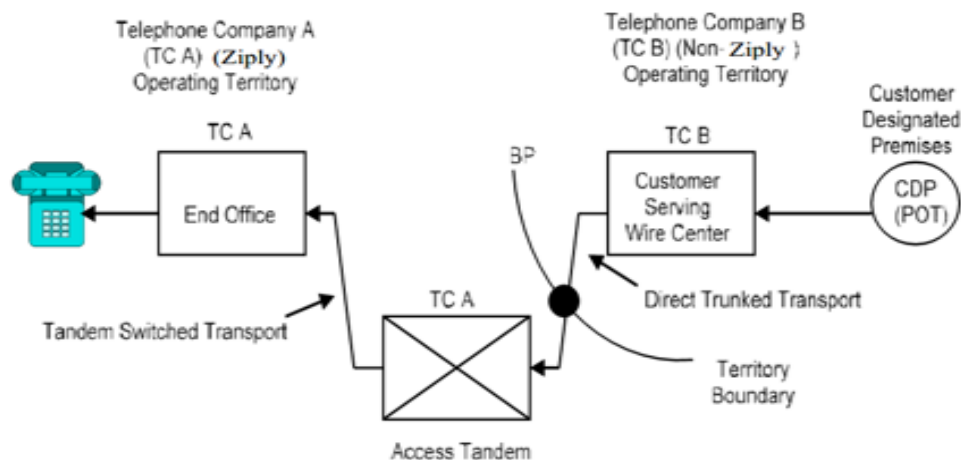 Telephone Company A
(TC A) (Ziply)
Operating Territory
Telephone Company B
(TC B) (Non- Ziply )
Operating Territory
Customer
Designated
Premises
TC A
End Office
BP
TC B
Customer
Serving
Wire Center
CDP
(POT)
Tandem Switched Transport
TC A
Direct Trunked Transport
Territory
Boundary
Access Tandem